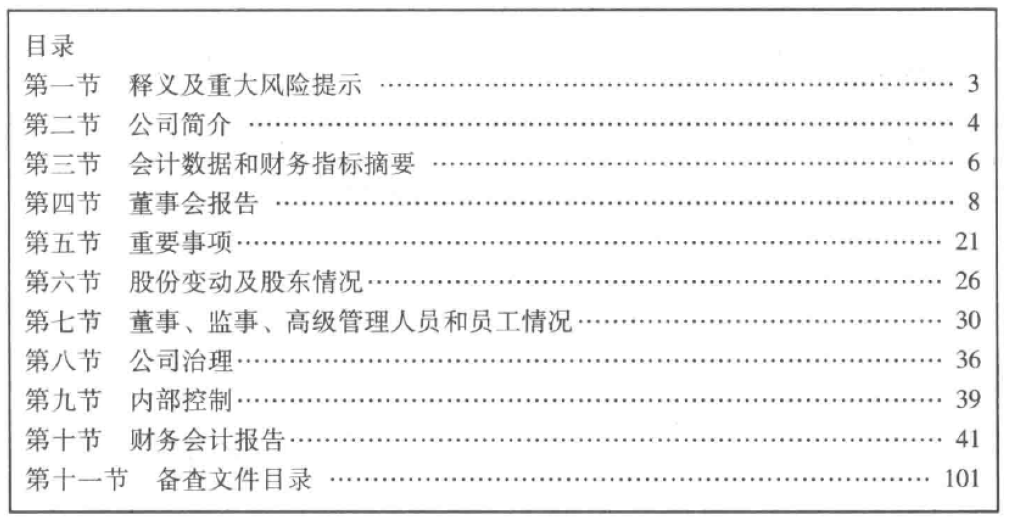 目录
第一节 释义及重大风险提示 …… 3
第二节 公司简介 …… 4
第三节 会计数据和财务指标摘要 …… 6
第四节 董事会报告 …… 8
第五节 重要事项 …… 21
第六节 股份变动及股东情况 …… 26
第七节 董事、监事、高级管理人员和员工情况 …… 30
第八节 公司治理 …… 36
第九节 内部控制 …… 39
第十节 财务会计报告 …… 41
第十一节 备查文件目录 …… 101